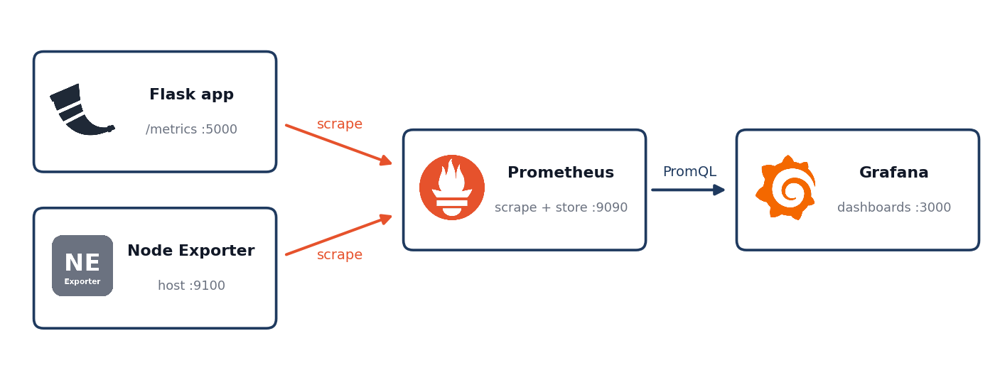 Flask app
/metrics :5000
scrape
NE
Exporter
Node Exporter
host :9100
scrape
Prometheus
scrape + store :9090
PromQL
Grafana
dashboards :3000